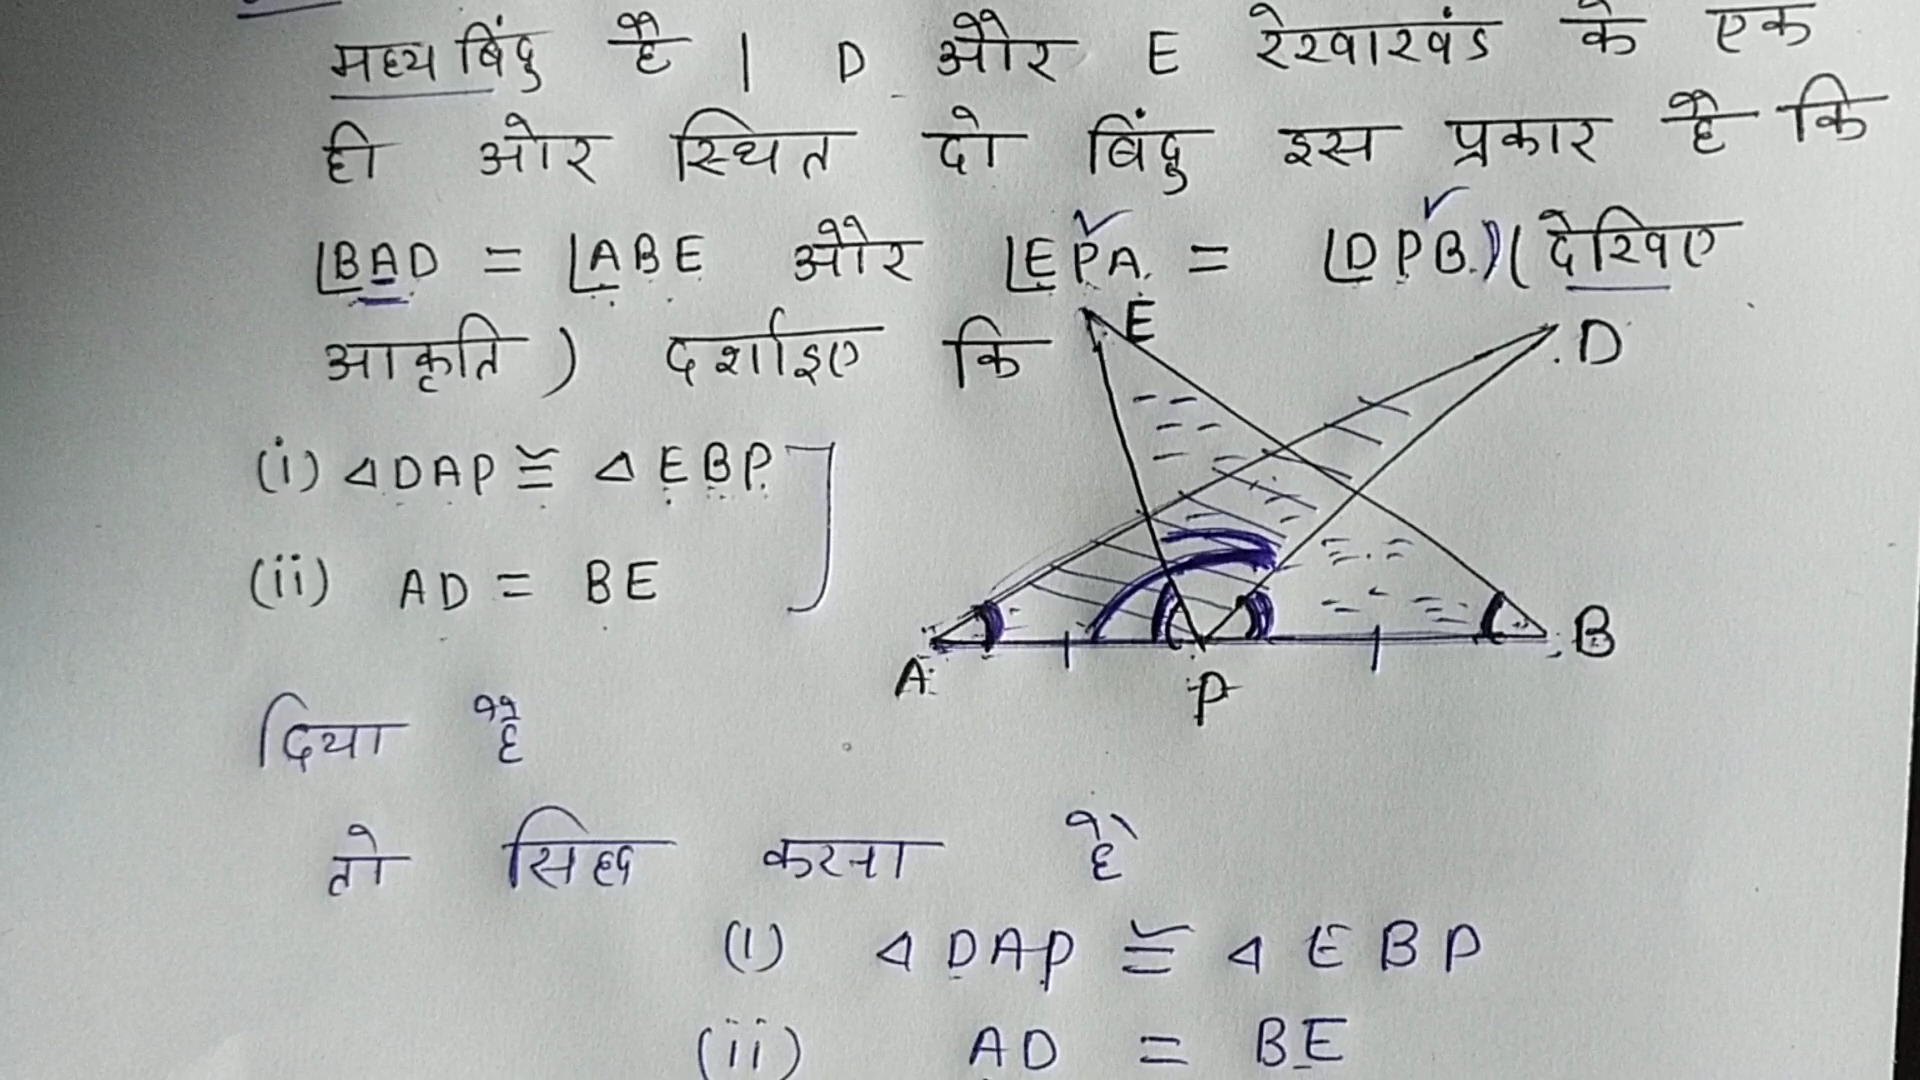 मध्य बिंदु है | D और E रेखाखंड के एक
ही ओर स्थित दो बिंदु इस प्रकार है कि
∠BAD = ∠ABE और ∠EPA. = ∠DPB.)(देखिए
आकृति) दर्शाइए कि
E
D
(i) △DAP ≅ △EBP
(ii) AD = BE
A
P
B
दिया है
तो सिद्ध करना है
(i) △DAP ≅ △EBP
(ii) AD = BE